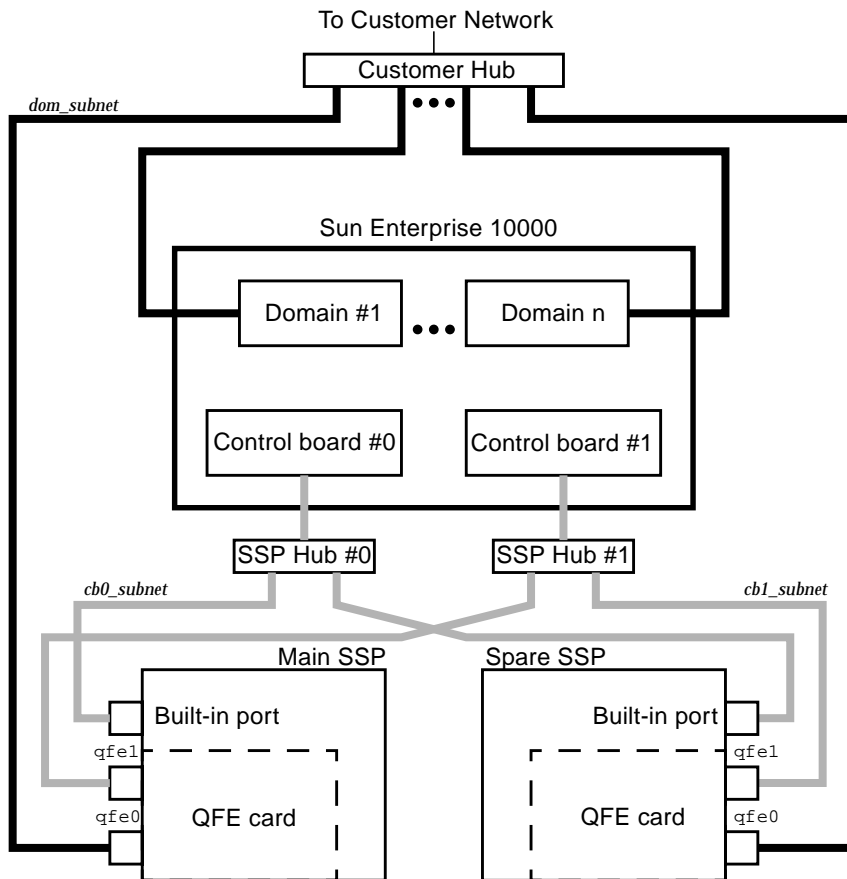 To Customer Network
Customer Hub
dom_subnet
Sun Enterprise 10000
Domain #1
Domain n
Control board #0
Control board #1
SSP Hub #0
SSP Hub #1
cb0_subnet
cb1_subnet
Main SSP
Spare SSP
Built-in port
Built-in port
qfe1
qfe1
qfe0
QFE card
QFE card
qfe0